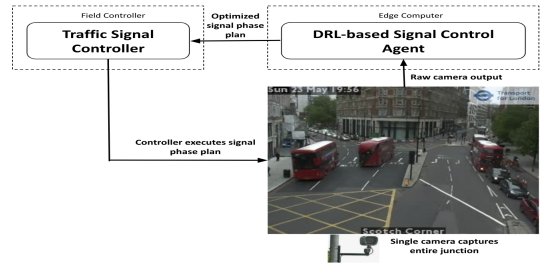 Field Controller
Traffic Signal
Controller
Optimized
signal phase
plan
Edge Computer
DRL-based Signal Control
Agent
Raw camera output
Sun 23 May 19:56
Transport
for London
Controller executes signal
phase plan
Scotch Corner
Single camera captures
entire junction